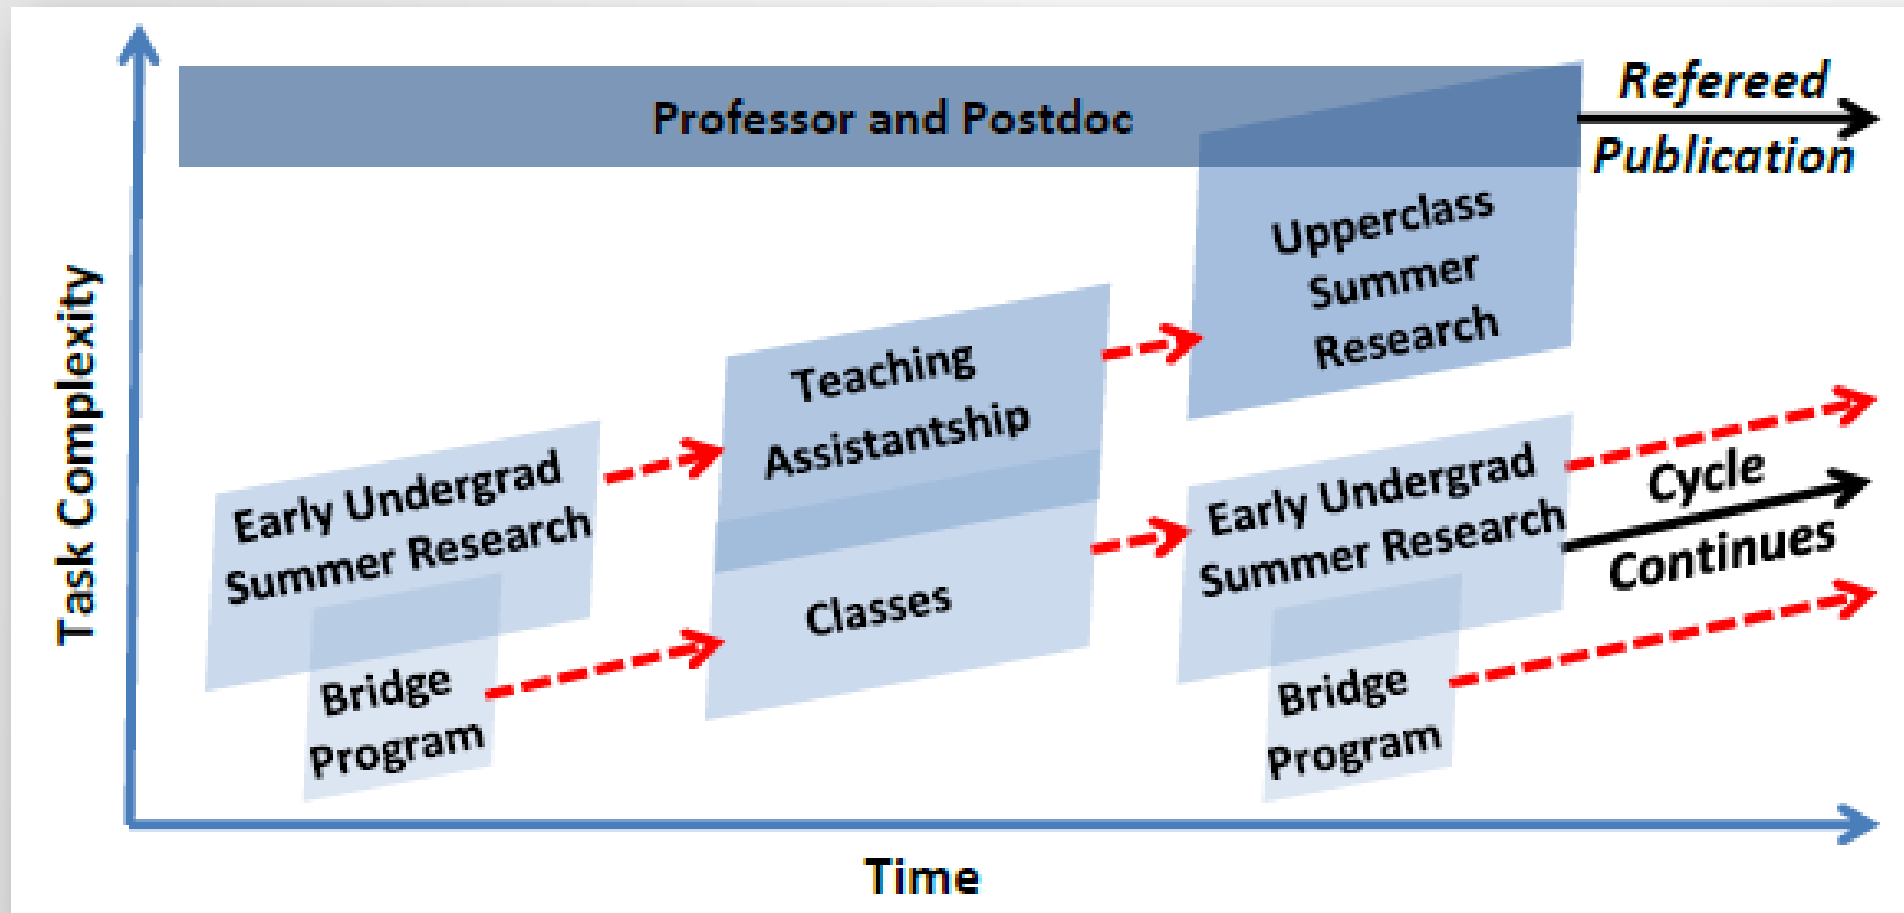 Professor and Postdoc
Refereed
Publication
Upperclass
Summer
Research
Teaching
Assistantship
Early Undergrad
Summer Research
Classes
Bridge
Program
Early Undergrad
Summer Research
Bridge
Program
Cycle
Continues
Task Complexity
Time